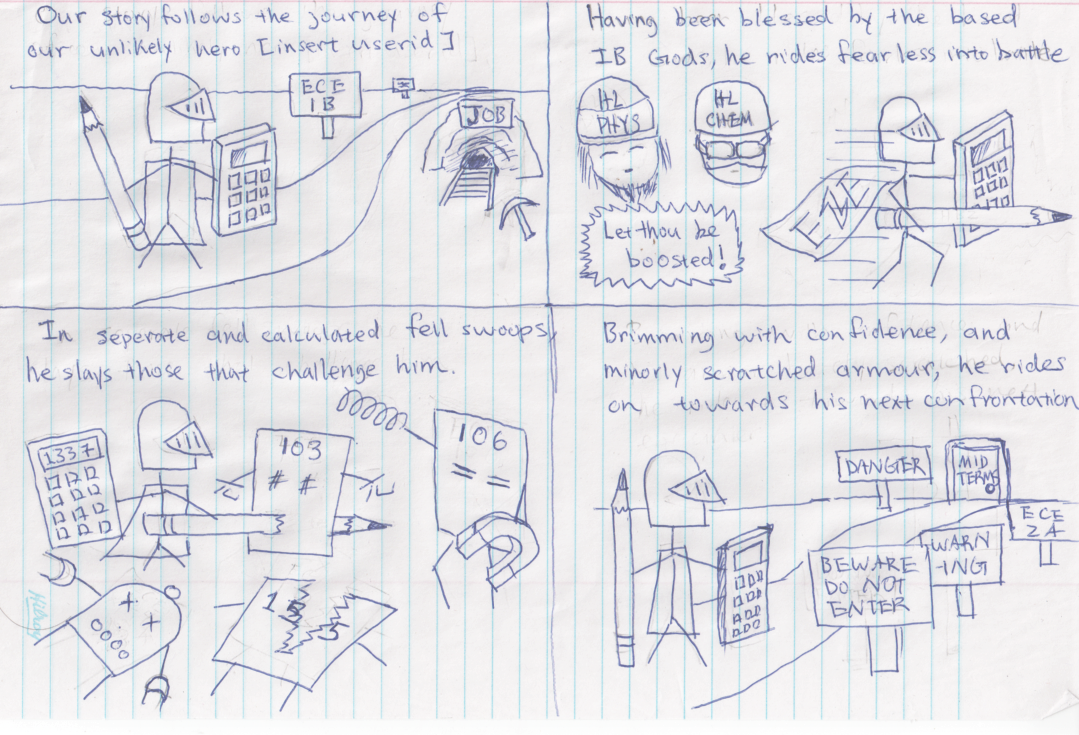 Our story follows the journey of
our unlikely hero [insert userid]
ECE
1B
JOB
Having been blessed by the based
IB Gods, he rides fearless into battle
HL
PHYS
HL
CHEM
Let thou be
boosted!
In seperate and calculated fell swoops,
he slays those that challenge him.
1337
103
# #
106
Brimming with confidence, and
minorly scratched armour, he rides
on towards his next confrontation
DANGER
MID
TERMS
ECE
2A
WARN
-ING
BEWARE
DO NOT
ENTER